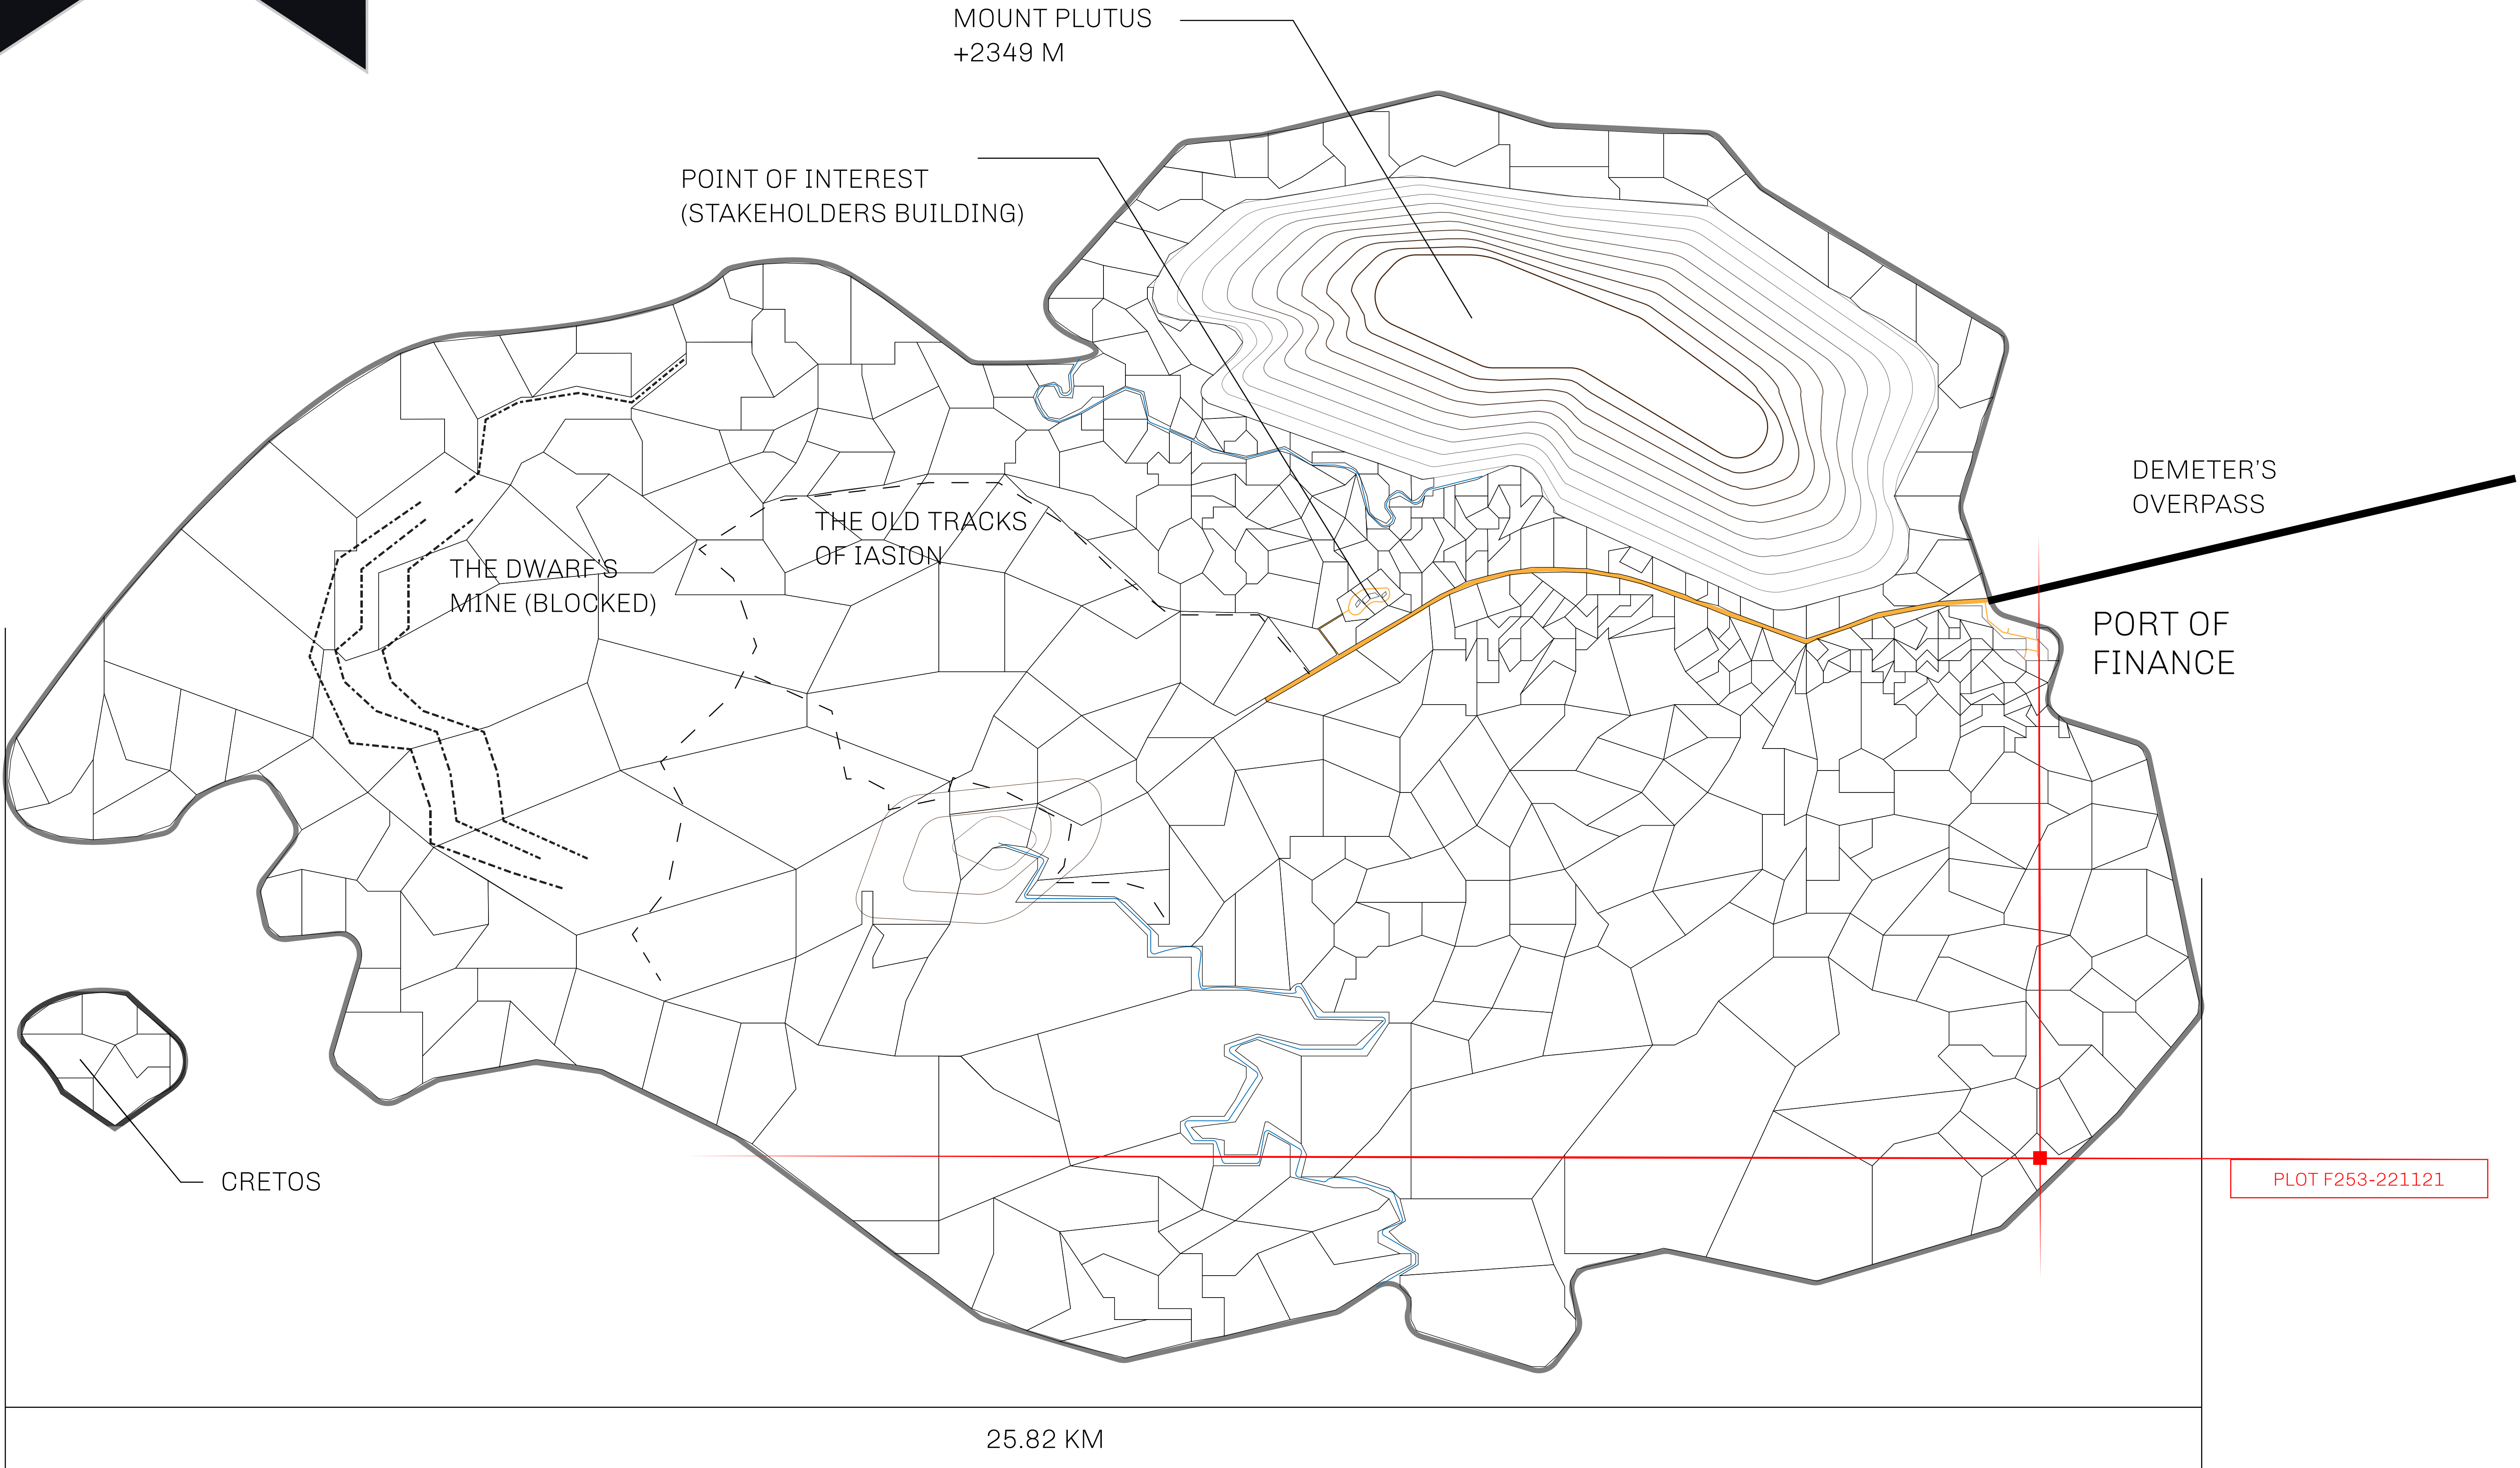 MOUNT PLUTUS
+2349 M
POINT OF INTEREST
(STAKEHOLDERS BUILDING)
DEMETER'S
OVERPASS
THE OLD TRACKS
OF IASION
THE DWARF'S
MINE (BLOCKED)
PORT OF
FINANCE
CRETOS
PLOT F253-221121
25.82 KM